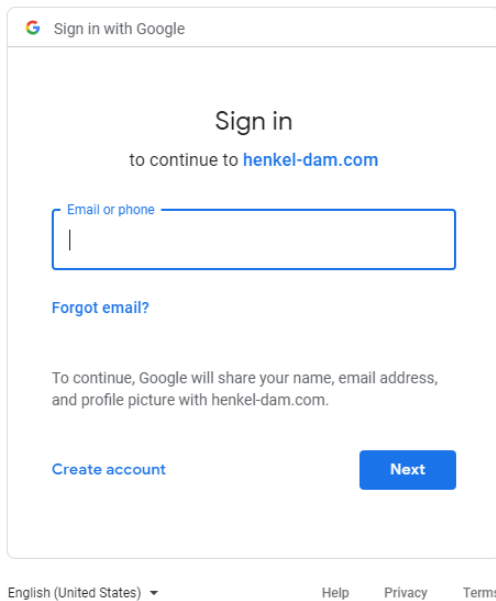 Sign in with Google
Sign in
to continue to henkel-dam.com
Email or phone
Forgot email?
To continue, Google will share your name, email address,
and profile picture with henkel-dam.com.
Create account
Next
English (United States)
Help
Privacy
Terms